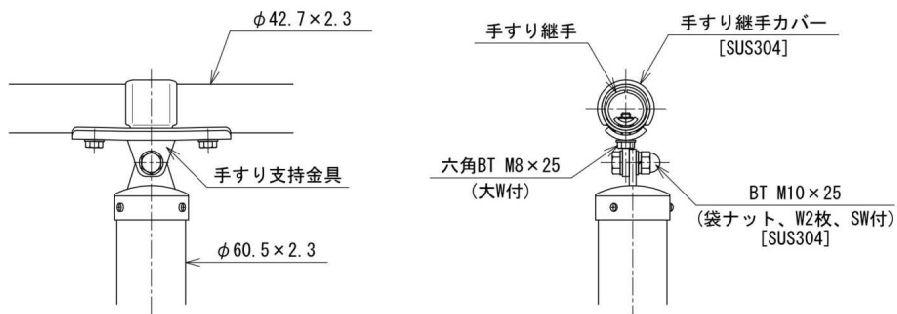 φ42.7×2.3
手すり支持金具
φ60.5×2.3
手すり継手
手すり継手カバー
[SUS304]
六角BT M8×25
(大W付)
BT M10×25
(袋ナット、W2枚、SW付)
[SUS304]